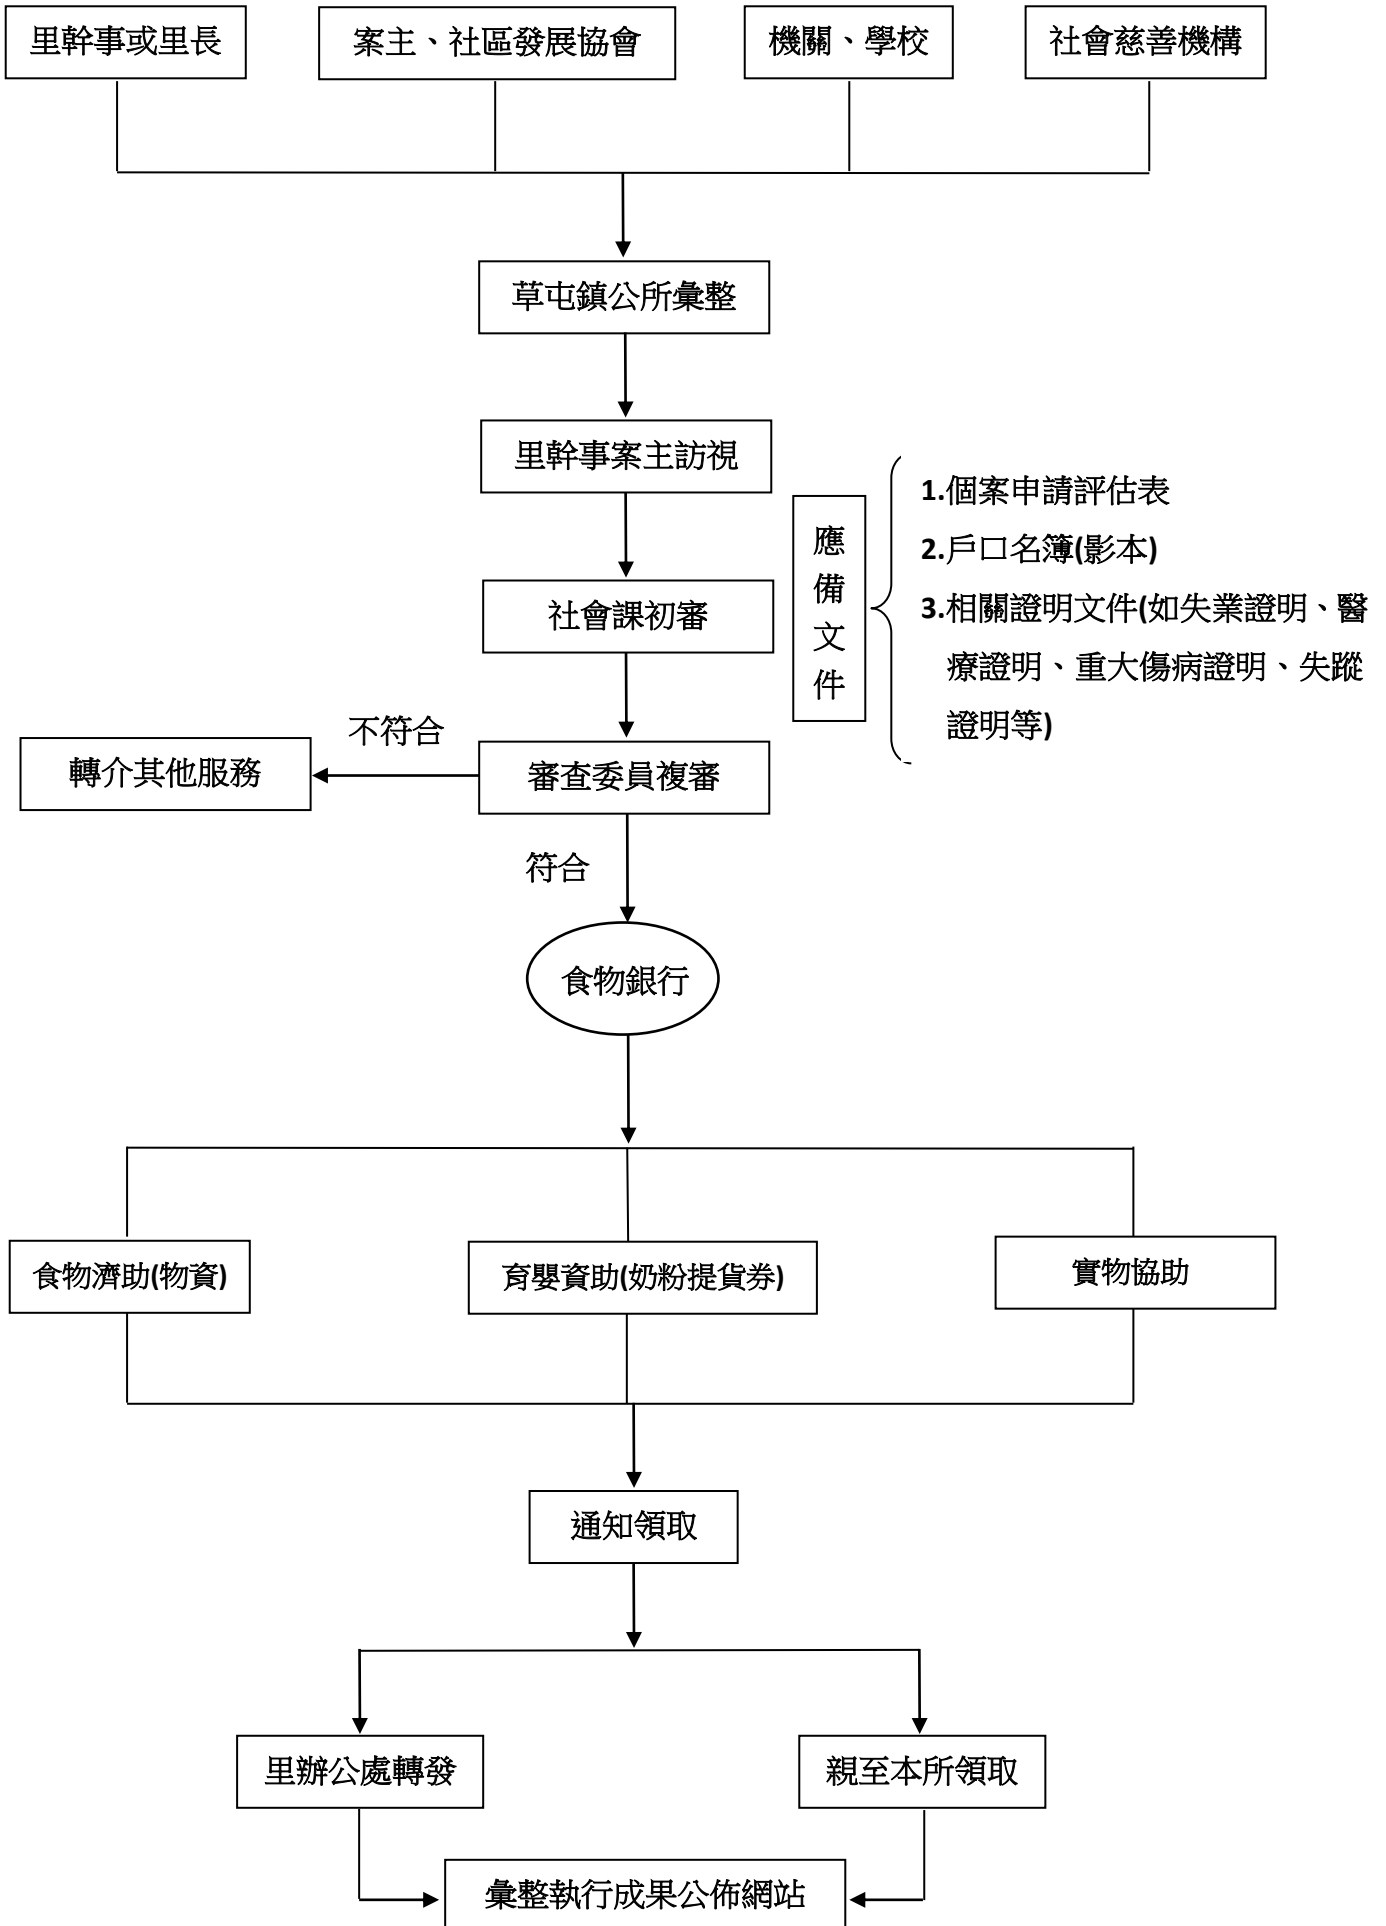 里幹事或里長
案主、社區發展協會
機關、學校
社會慈善機構
草屯鎮公所彙整
里幹事案主訪視
應備文件
1.個案申請評估表
2.戶口名簿(影本)
3.相關證明文件(如失業證明、醫
療證明、重大傷病證明、失蹤
證明等)
社會課初審
不符合
轉介其他服務
審查委員複審
符合
食物銀行
食物濟助(物資)
育嬰資助(奶粉提貨券)
實物協助
通知領取
里辦公處轉發
親至本所領取
彙整執行成果公佈網站